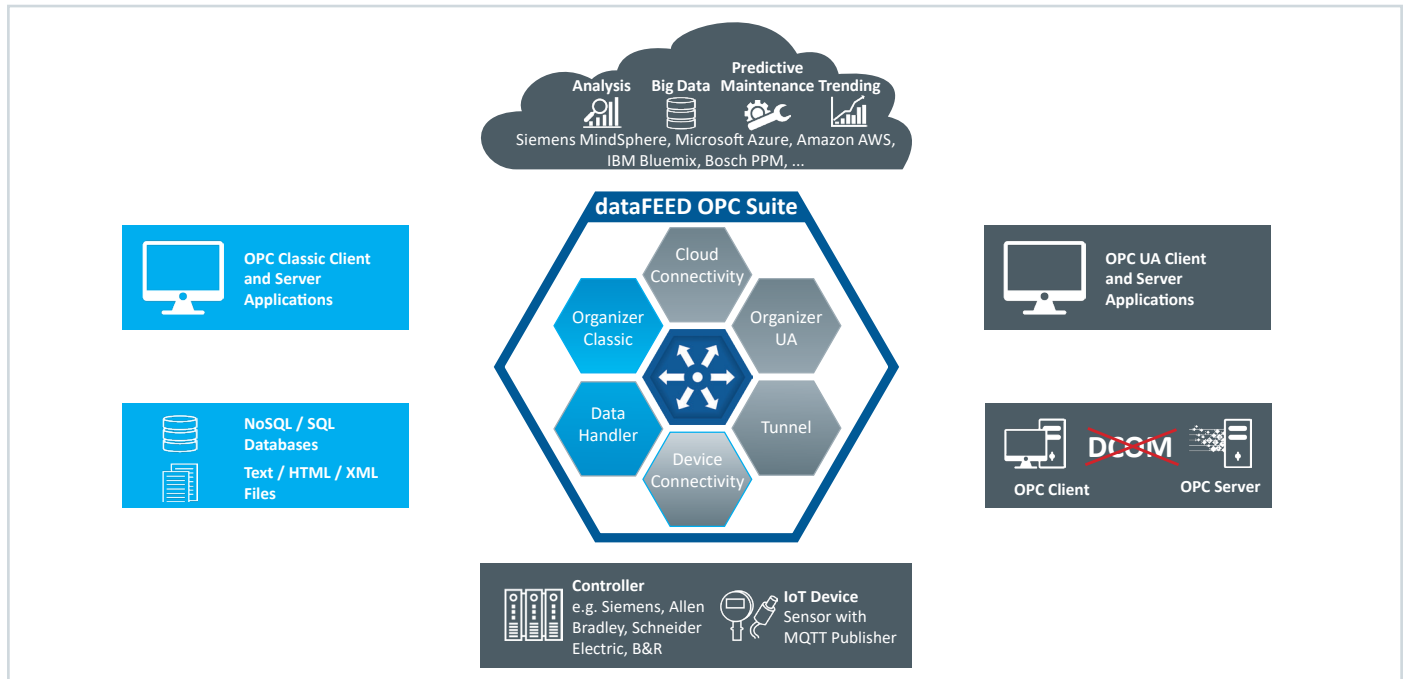 Predictive
Analysis Big Data Maintenance Trending
Siemens MindSphere, Microsoft Azure, Amazon AWS,
IBM Bluemix, Bosch PPM, ...
dataFEED OPC Suite
Cloud
Connectivity
Organizer
Classic
Organizer
UA
Data
Handler
Tunnel
Device
Connectivity
OPC Classic Client
and Server
Applications
NoSQL / SQL
Databases
Text / HTML / XML
Files
OPC UA Client
and Server
Applications
DCOM
OPC Client
OPC Server
Controller
e.g. Siemens, Allen
Bradley, Schneider
Electric, B&R
IoT Device
Sensor with
MQTT Publisher